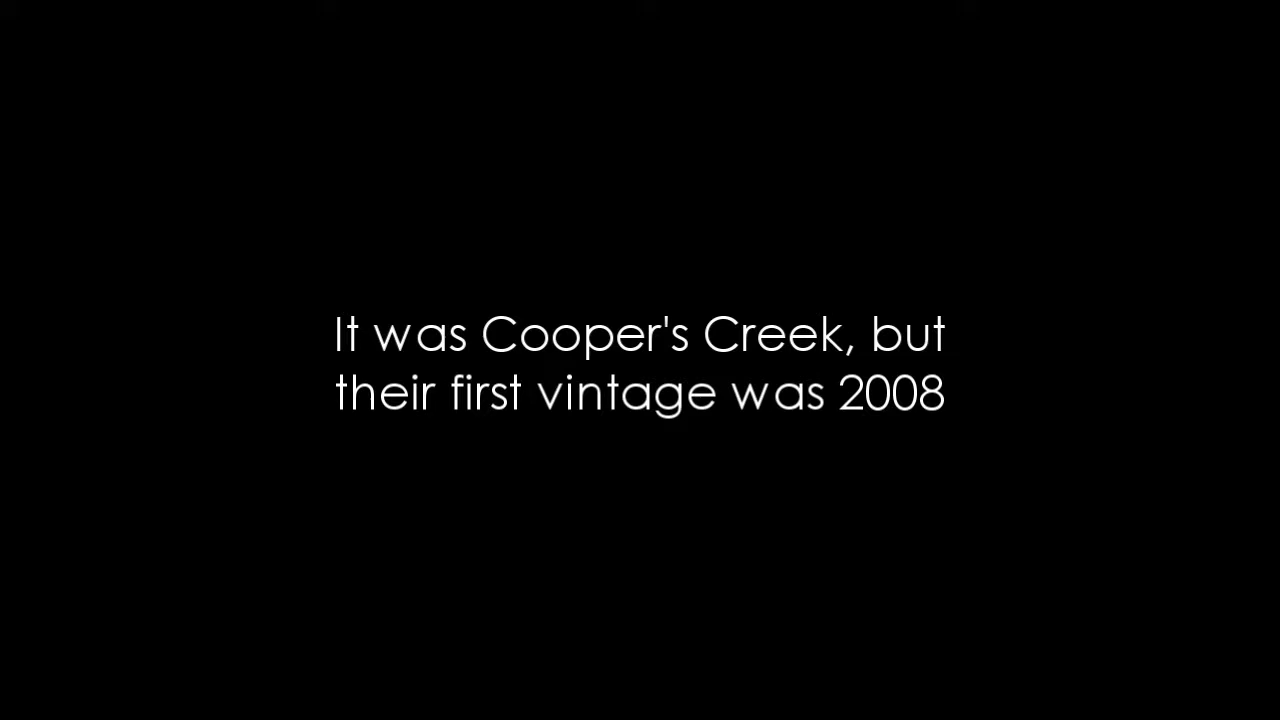 It was Cooper's Creek, but
their first vintage was 2008